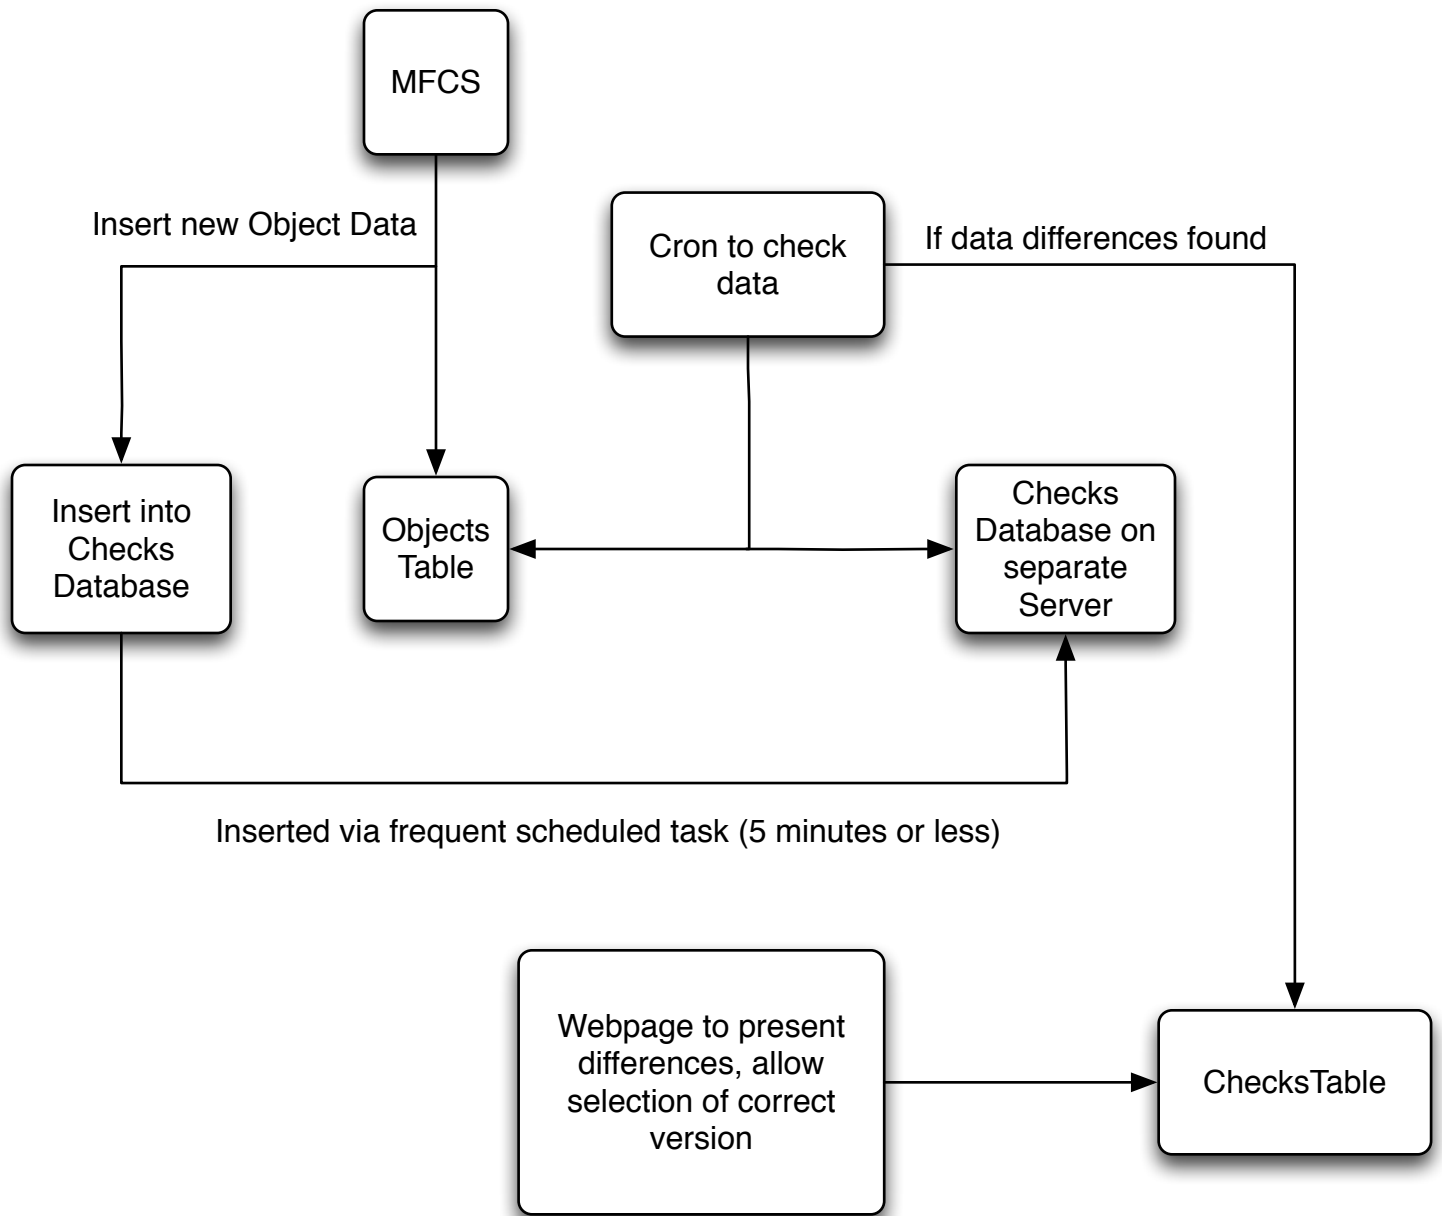 MFCS
Insert new Object Data
Cron to check
data
If data differences found
Insert into
Checks
Database
Objects
Table
Checks
Database on
separate
Server
Inserted via frequent scheduled task (5 minutes or less)
Webpage to present
differences, allow
selection of correct
version
ChecksTable